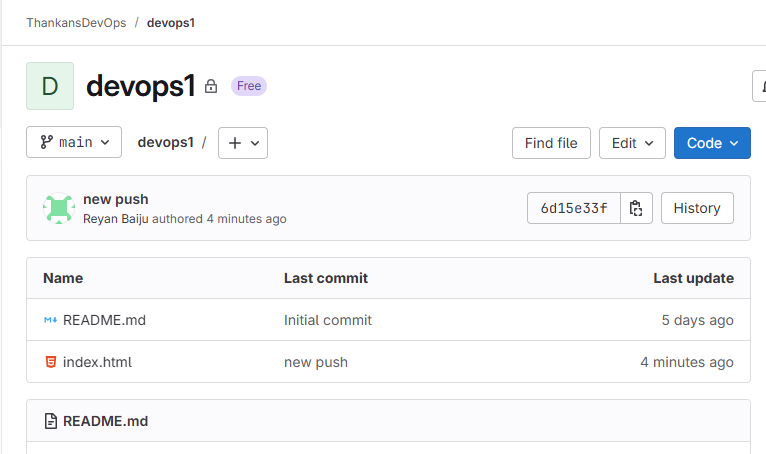 ThankansDevOps / devops1
D devops1 Free
main devops1 / + Find file Edit Code
new push
Reyan Baiju authored 4 minutes ago
6d15e33f History
Name Last commit Last update
README.md Initial commit 5 days ago
index.html new push 4 minutes ago
README.md